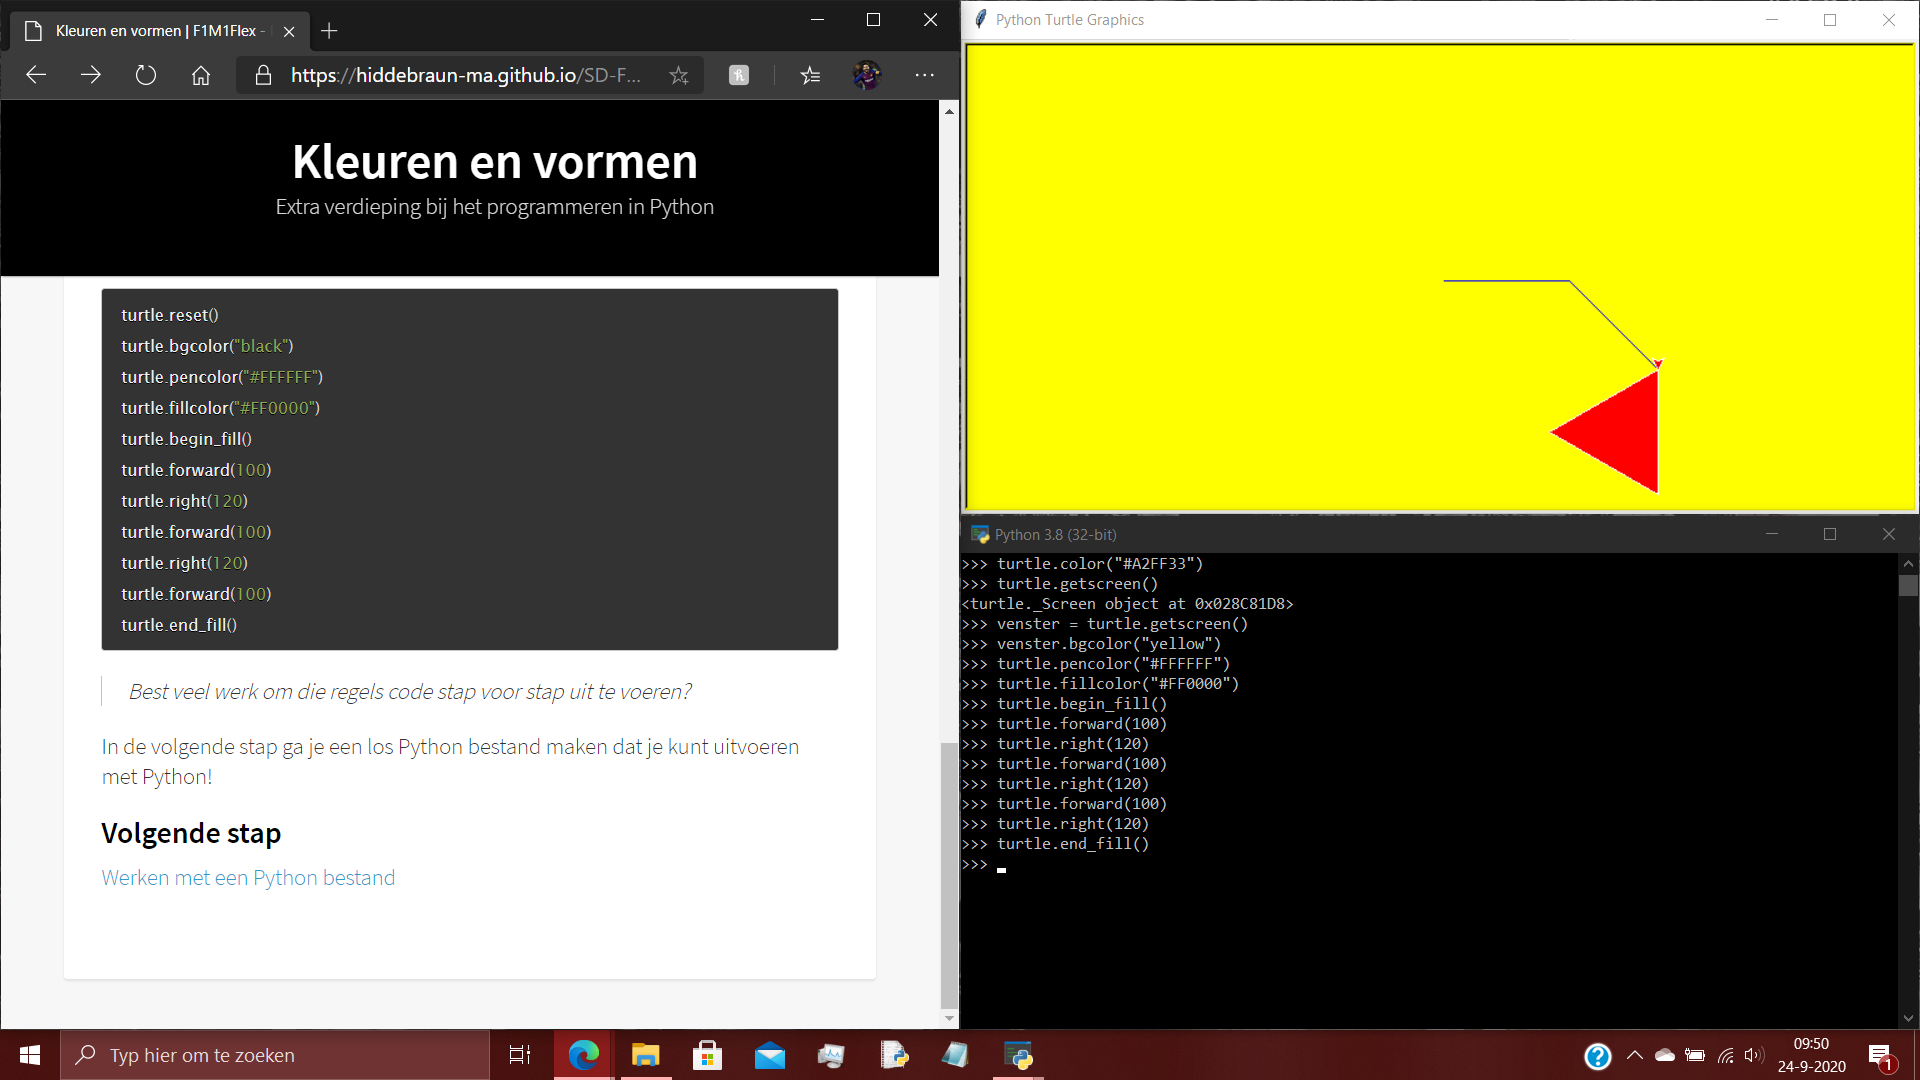 Kleuren en vormen | F1M1Flex -
https://hiddebraun-ma.github.io/SD-F...
Kleuren en vormen
Extra verdieping bij het programmeren in Python
turtle.reset()
turtle.bgcolor("black")
turtle.pencolor("#FFFFFF")
turtle.fillcolor("#FF0000")
turtle.begin_fill()
turtle.forward(100)
turtle.right(120)
turtle.forward(100)
turtle.right(120)
turtle.forward(100)
turtle.end_fill()
Best veel werk om die regels code stap voor stap uit te voeren?
In de volgende stap ga je een los Python bestand maken dat je kunt uitvoeren
met Python!
Volgende stap
Werken met een Python bestand
Python Turtle Graphics
Python 3.8 (32-bit)
>>> turtle.color("#A2FF33")
>>> turtle.getscreen()
<turtle._Screen object at 0x028C81D8>
>>> venster = turtle.getscreen()
>>> venster.bgcolor("yellow")
>>> turtle.pencolor("#FFFFFF")
>>> turtle.fillcolor("#FF0000")
>>> turtle.begin_fill()
>>> turtle.forward(100)
>>> turtle.right(120)
>>> turtle.forward(100)
>>> turtle.right(120)
>>> turtle.forward(100)
>>> turtle.right(120)
>>> turtle.end_fill()
>>>
Typ hier om te zoeken
09:50
24-9-2020
1